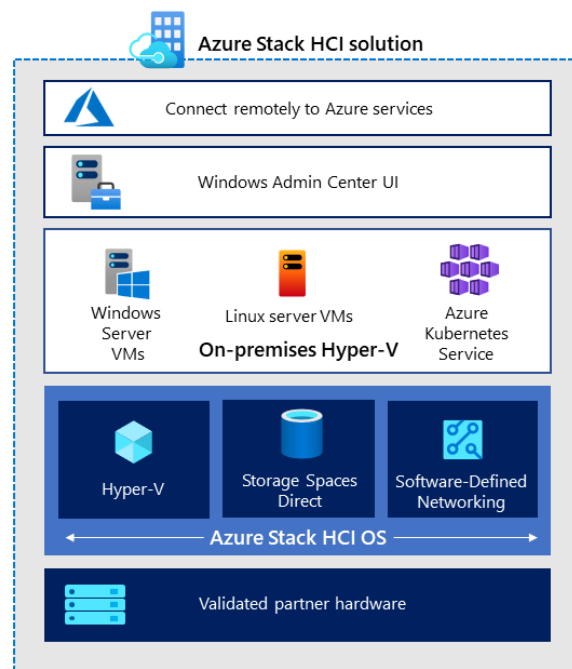 Azure Stack HCI solution
Connect remotely to Azure services
Windows Admin Center UI
Windows
Server
VMs
Linux server VMs
Azure
Kubernetes
Service
On-premises Hyper-V
Hyper-V
Storage Spaces
Direct
Software-Defined
Networking
Azure Stack HCI OS
Validated partner hardware